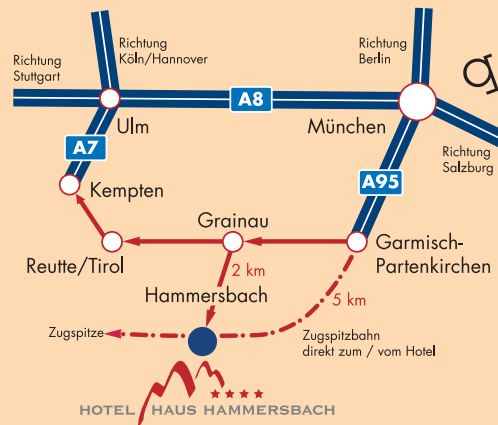 Richtung
Köln/Hannover
Richtung
Berlin
Richtung
Stuttgart
A8
Ulm
München
A7
Richtung
Salzburg
A95
Kempten
Grainau
Garmisch-
Partenkirchen
Reutte/Tirol
2 km
Hammersbach
5 km
Zugspitze
Zugspitzbahn
direkt zum / vom Hotel
HOTEL HAUS HAMMERSBACH